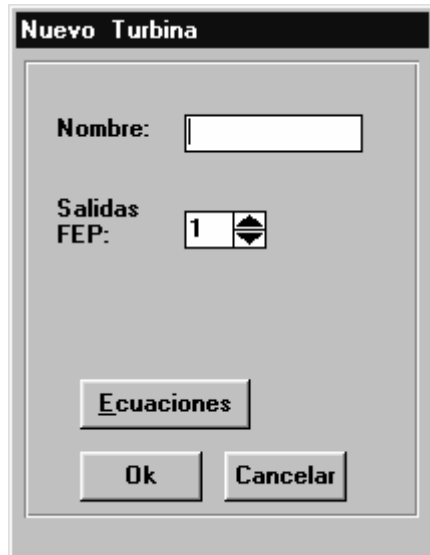 Nuevo Turbina
Nombre:
Salidas
FEP:
1
Ecuaciones
Ok
Cancelar